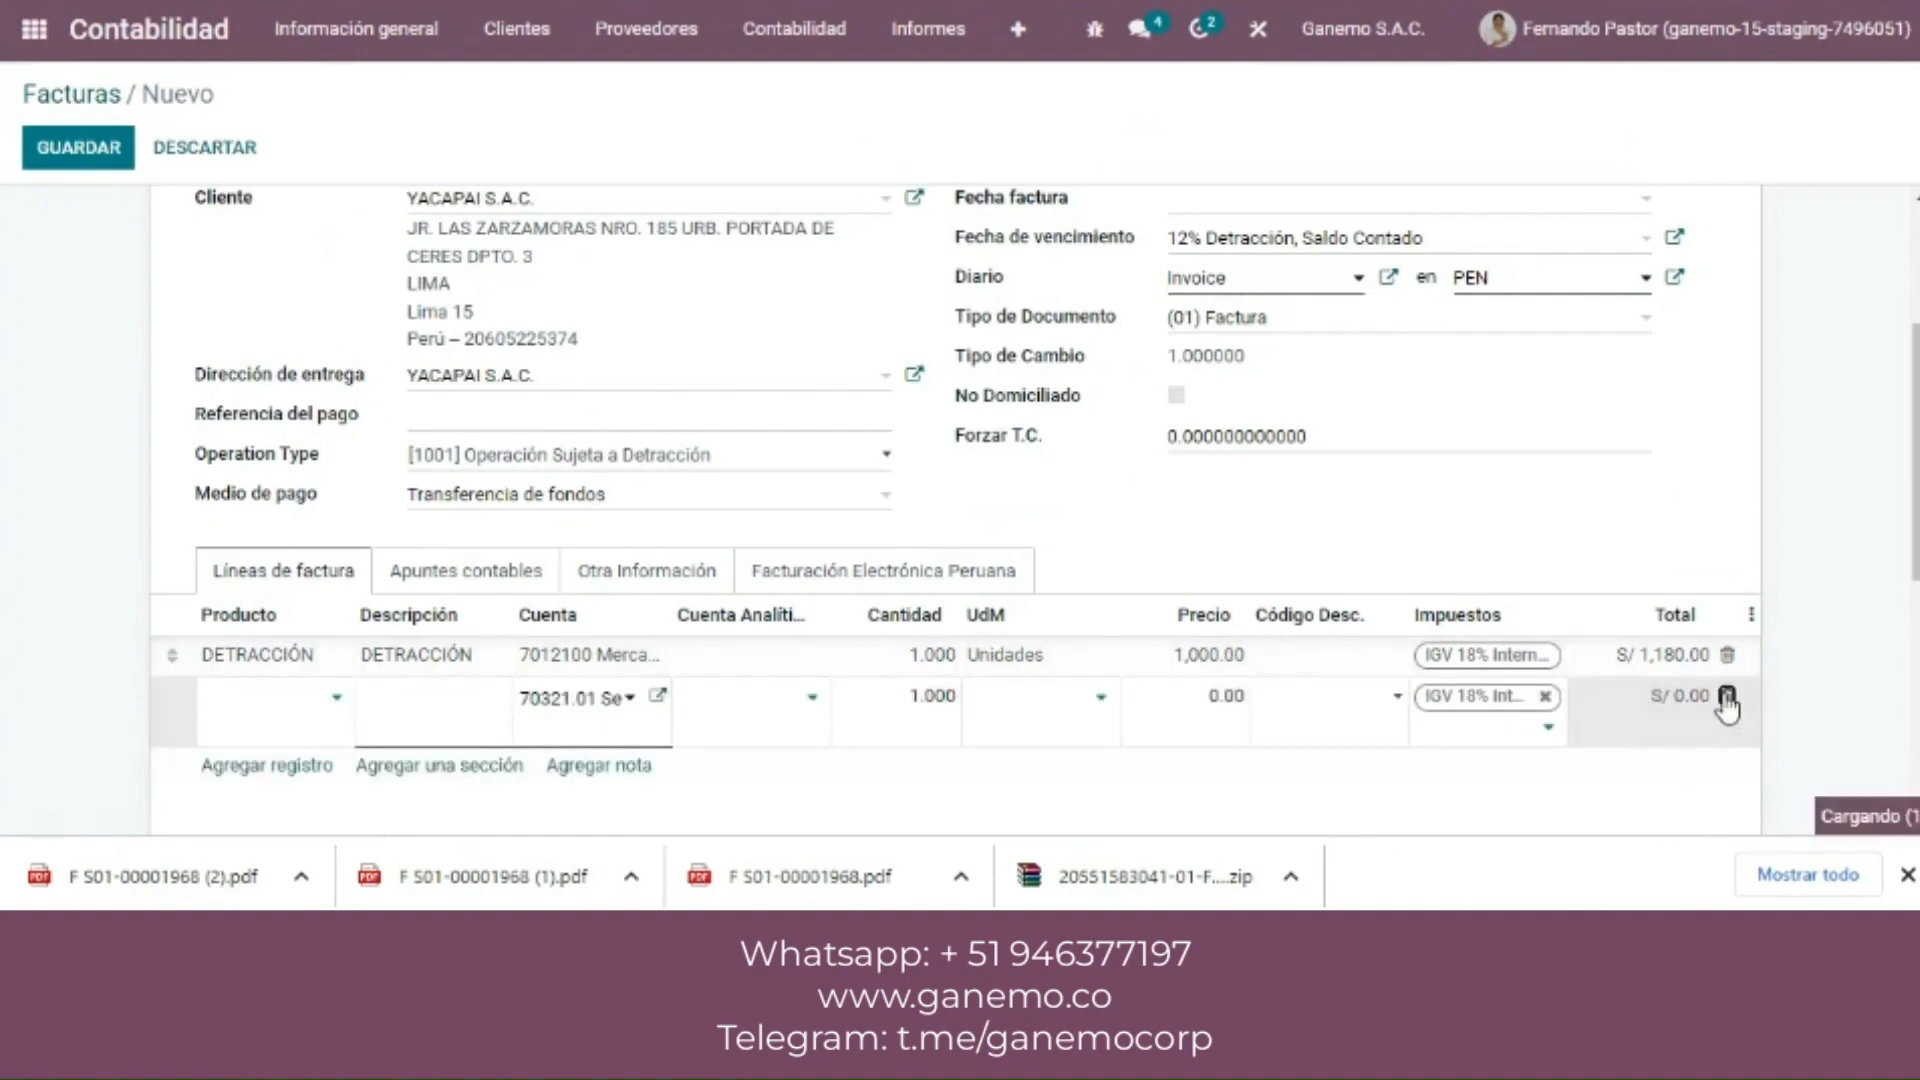 Contabilidad Información general Clientes Proveedores Contabilidad Informes 4 2 Ganemo S.A.C. Fernando Pastor (ganemo-15-staging-7496051)
Facturas / Nuevo
GUARDAR DESCARTAR
Cliente YACAPAI S.A.C. Fecha factura
JR. LAS ZARZAMORAS NRO. 185 URB. PORTADA DE
CERES DPTO. 3
LIMA
Lima 15
Perú – 20605225374
Fecha de vencimiento 12% Detracción, Saldo Contado
Diario Invoice en PEN
Tipo de Documento (01) Factura
Tipo de Cambio 1.000000
Dirección de entrega YACAPAI S.A.C.
No Domiciliado
Referencia del pago
Forzar T.C. 0.000000000000
Operation Type [1001] Operación Sujeta a Detracción
Medio de pago Transferencia de fondos
Líneas de factura Apuntes contables Otra Información Facturación Electrónica Peruana
Producto Descripción Cuenta Cuenta Analíti... Cantidad UdM Precio Código Desc. Impuestos Total
DETRACCIÓN DETRACCIÓN 7012100 Merca... 1.000 Unidades 1,000.00 IGV 18% Intern... S/ 1,180.00
70321.01 Se 1.000 0.00 IGV 18% Int... S/ 0.00
Agregar registro Agregar una sección Agregar nota
Cargando (1
F S01-00001968 (2).pdf F S01-00001968 (1).pdf F S01-00001968.pdf 20551583041-01-F....zip Mostrar todo
Whatsapp: + 51 946377197
www.ganemo.co
Telegram: t.me/ganemocorp